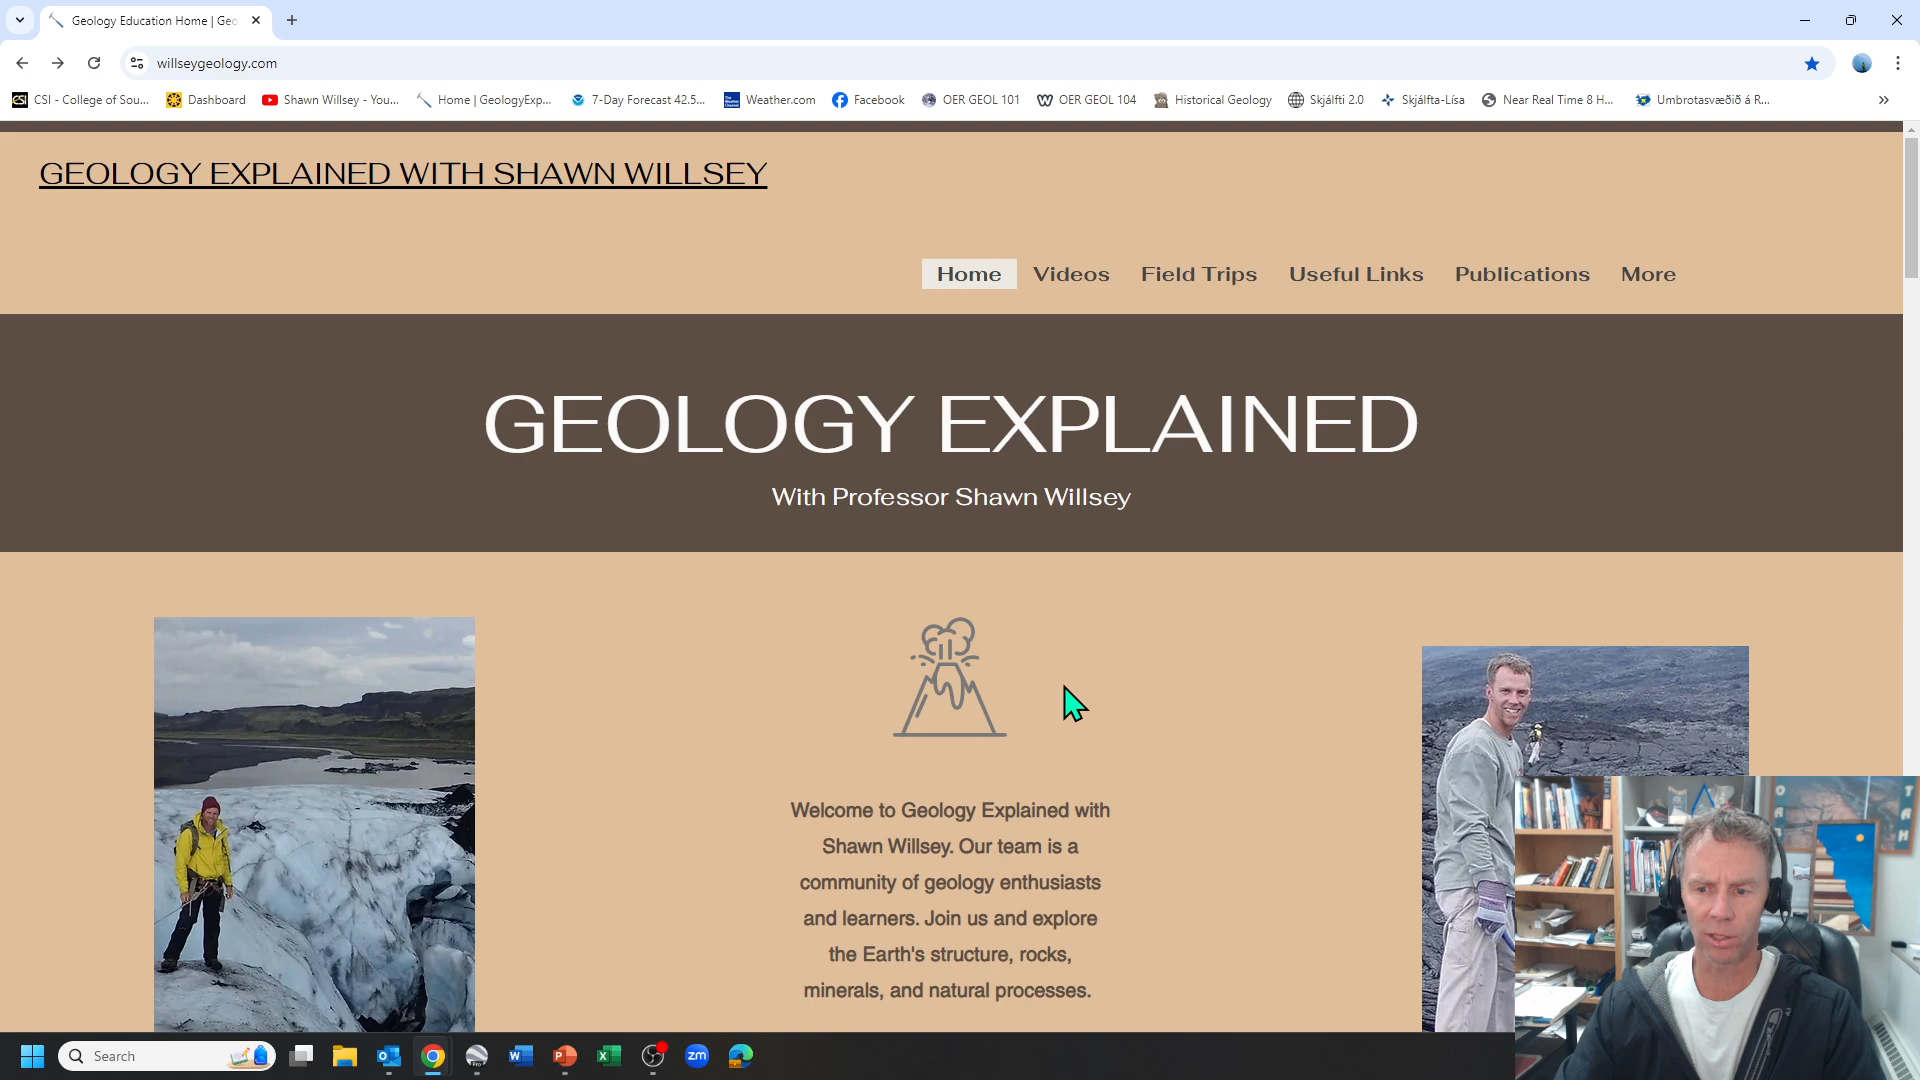 Geology Education Home | Geo
willseygeology.com
CSI - College of Sou...
Dashboard
Shawn Willsey - You...
Home | GeologyExp...
7-Day Forecast 42.5...
Weather.com
Facebook
OER GEOL 101
OER GEOL 104
Historical Geology
Skjálfti 2.0
Skjálfta-Lísa
Near Real Time 8 H...
Umbrotasvæðið á R...
GEOLOGY EXPLAINED WITH SHAWN WILLSEY
Home
Videos
Field Trips
Useful Links
Publications
More
GEOLOGY EXPLAINED
With Professor Shawn Willsey
Welcome to Geology Explained with
Shawn Willsey. Our team is a
community of geology enthusiasts
and learners. Join us and explore
the Earth's structure, rocks,
minerals, and natural processes.
Search